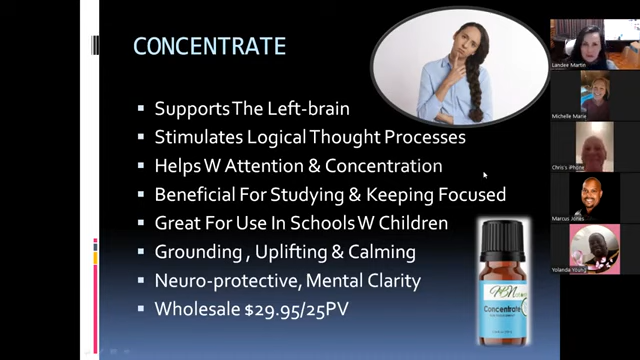 CONCENTRATE
Supports The Left-brain
Stimulates Logical Thought Processes
Helps W Attention & Concentration
Beneficial For Studying & Keeping Focused
Great For Use In Schools W Children
Grounding , Uplifting & Calming
Neuro-protective, Mental Clarity
Wholesale $29.95/25PV
Concentrate
Landee Martin
Michelle Marie
Chris's iPhone
Marcus Jones
Yolanda Young